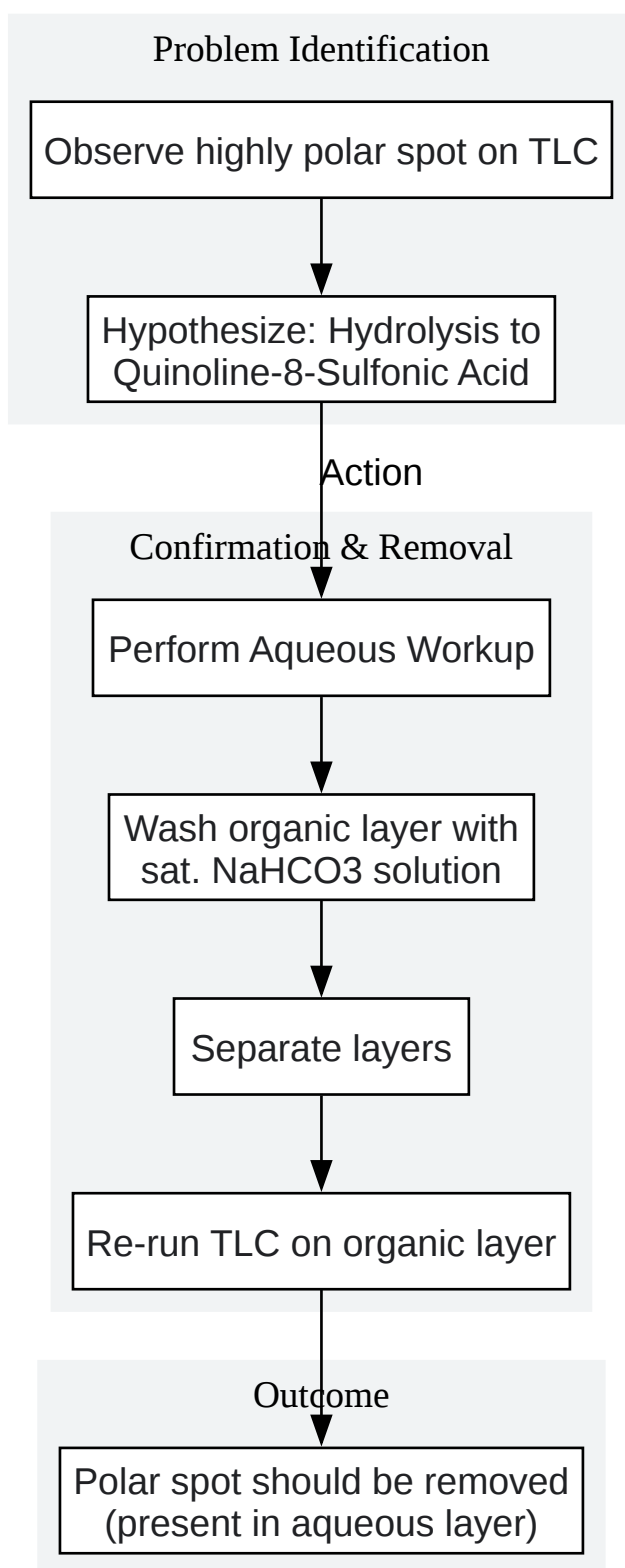 Problem Identification
Observe highly polar spot on TLC
Hypothesize: Hydrolysis to
Quinoline-8-Sulfonic Acid
Action
Confirmation & Removal
Perform Aqueous Workup
Wash organic layer with
sat. NaHCO3 solution
Separate layers
Re-run TLC on organic layer
Outcome
Polar spot should be removed
(present in aqueous layer)